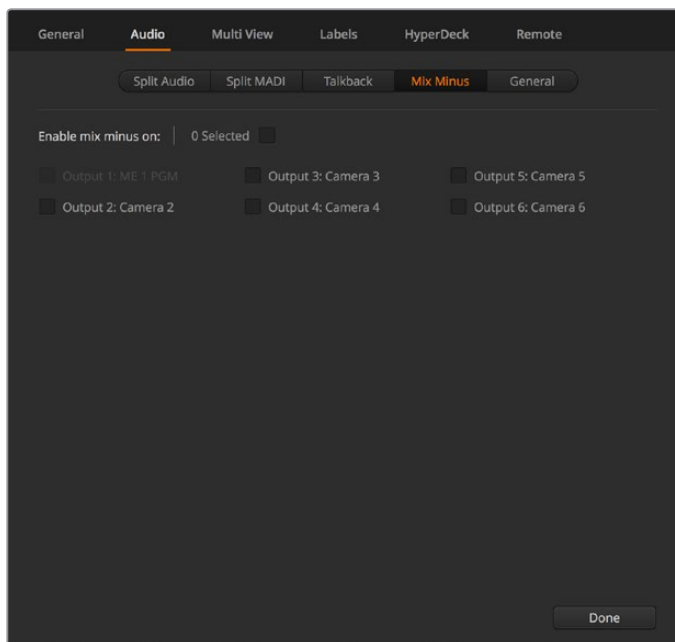 General Audio Multi View Labels HyperDeck Remote
Split Audio Split MADI Talkback Mix Minus General
Enable mix minus on: 0 Selected
Output 1: ME 1 PGM Output 3: Camera 3 Output 5: Camera 5
Output 2: Camera 2 Output 4: Camera 4 Output 6: Camera 6
Done